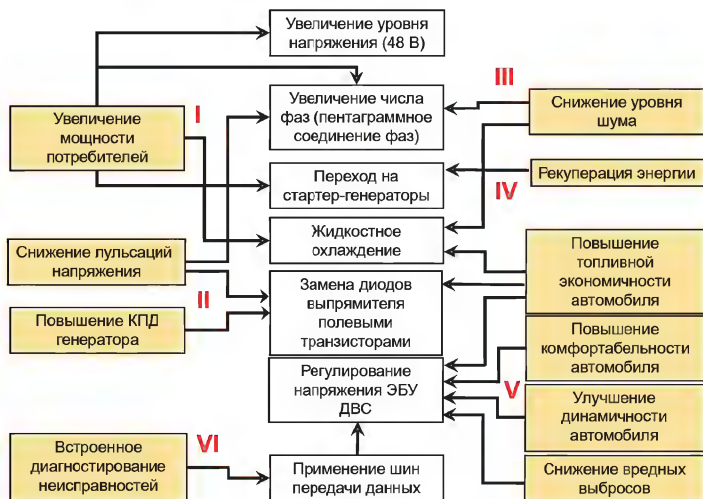 Увеличение уровня
напряжения (48 В)
I
III
Увеличение
мощности
потребителей
Увеличение числа
фаз (пентаграммное
соединение фаз)
Снижение уровня
шума
Переход на
стартер-генераторы
IV
Рекуперация энергии
Снижение пульсаций
напряжения
Жидкостное
охлаждение
Повышение
топливной
экономичности
автомобиля
II
Повышение КПД
генератора
Замена диодов
выпрямителя
полевыми
транзисторами
Повышение
комфортабельности
автомобиля
Регулирование
напряжения ЭБУ
ДВС
V
Улучшение
динамичности
автомобиля
VI
Встроенное
диагностирование
неисправностей
Применение шин
передачи данных
Снижение вредных
выбросов